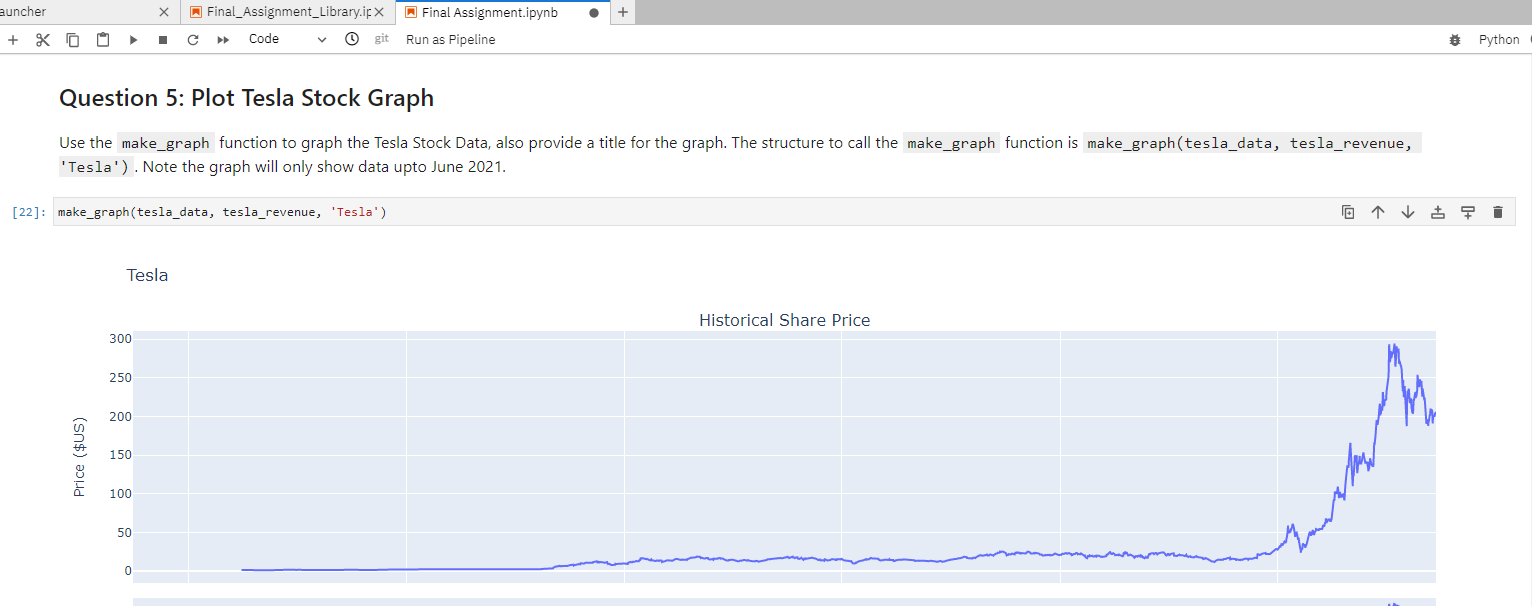 auncher
Final_Assignment_Library.ip
Final Assignment.ipynb
Code
git
Run as Pipeline
Python
Question 5: Plot Tesla Stock Graph
Use the make_graph function to graph the Tesla Stock Data, also provide a title for the graph. The structure to call the make_graph function is make_graph(tesla_data, tesla_revenue,
'Tesla') . Note the graph will only show data upto June 2021.
[22]: make_graph(tesla_data, tesla_revenue, 'Tesla')
Tesla
Historical Share Price
300
250
200
150
100
50
0
Price ($US)